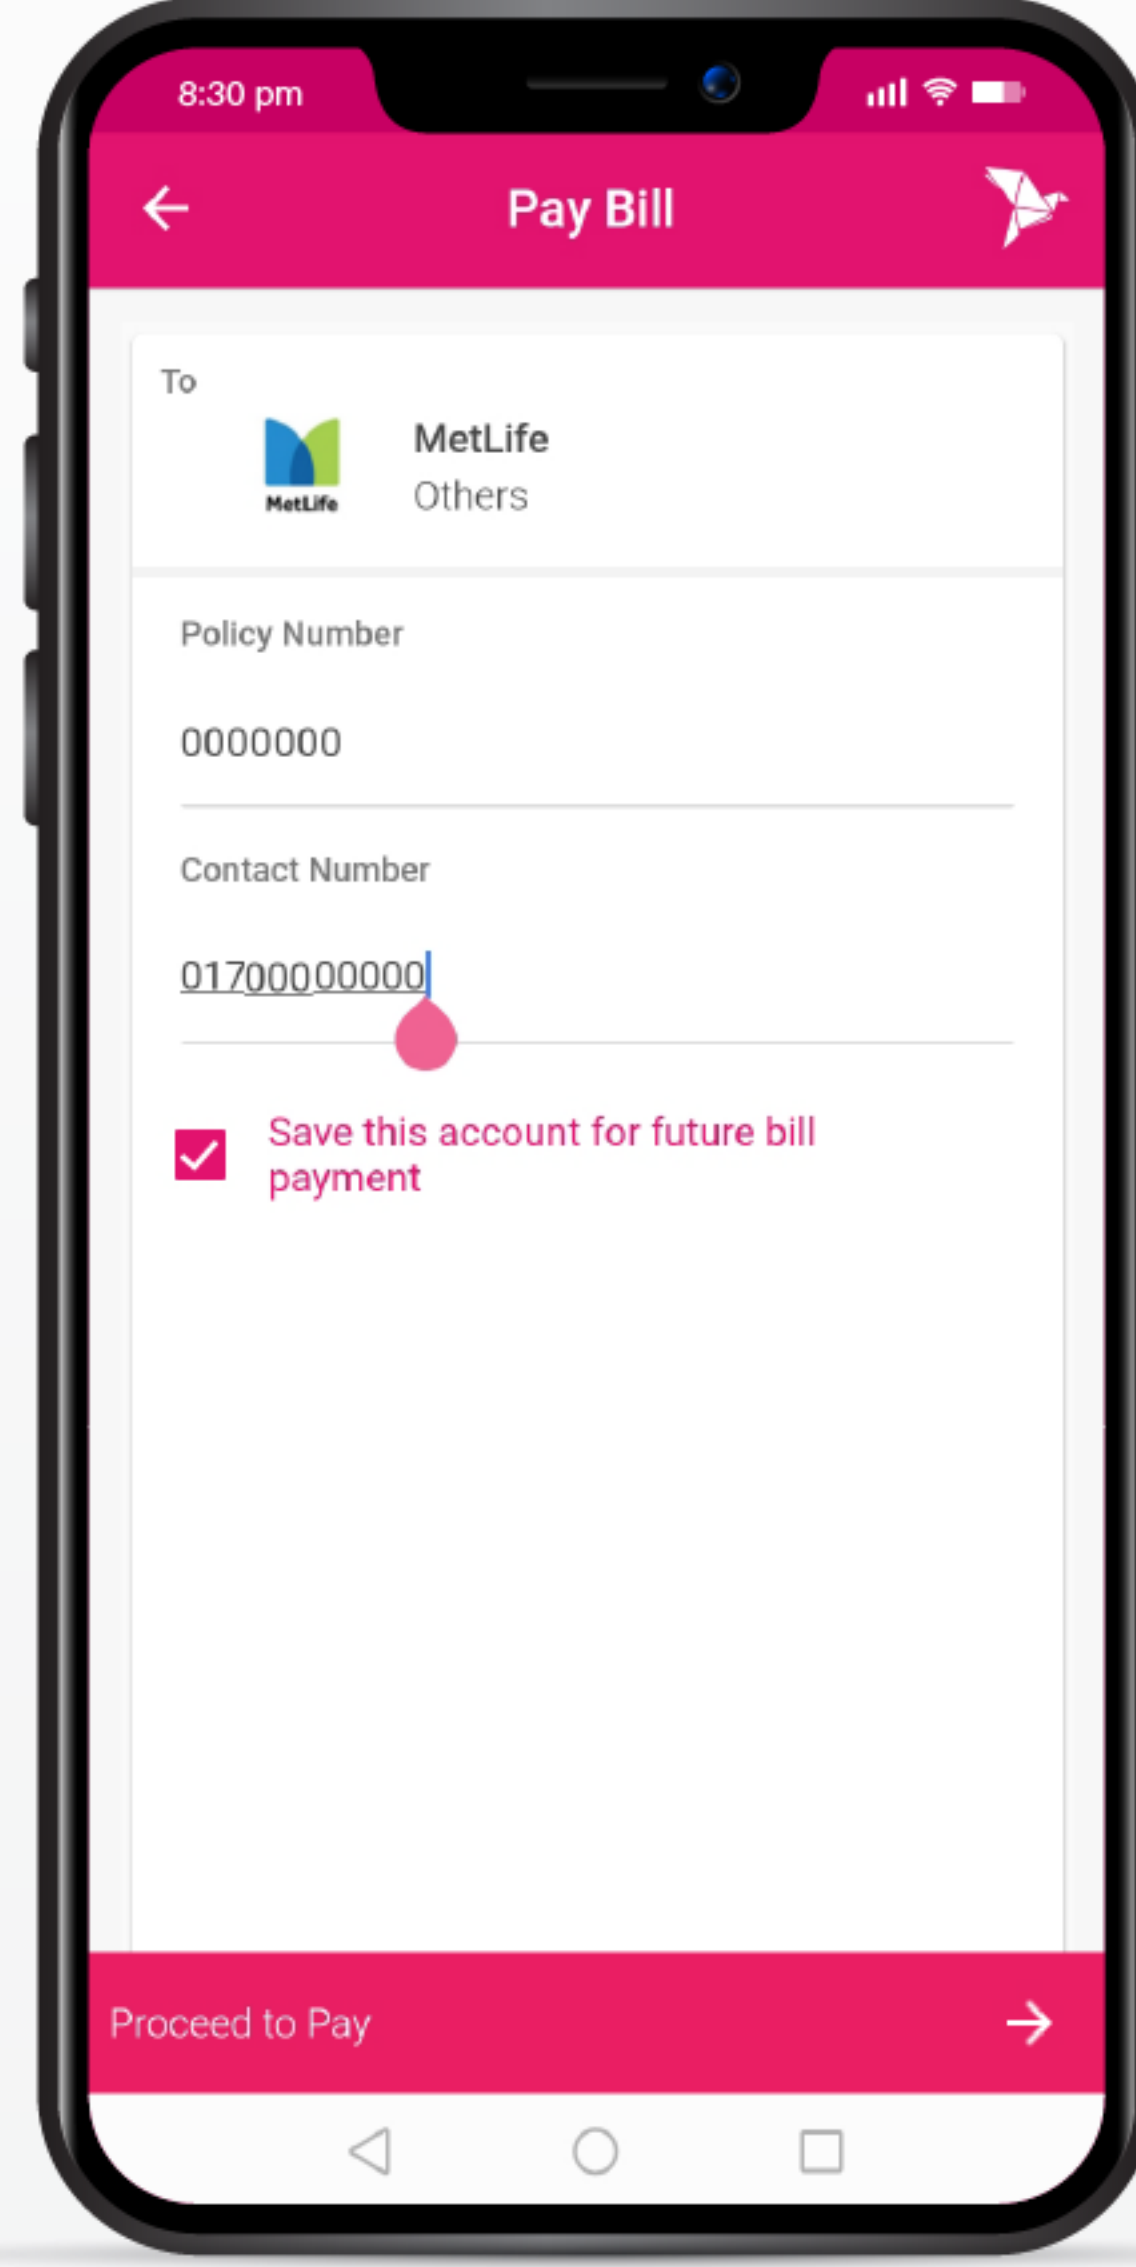 8:30 pm
Pay Bill
To
MetLife
MetLife
Others
Policy Number
0000000
Contact Number
01700000000
Save this account for future bill
payment
Proceed to Pay